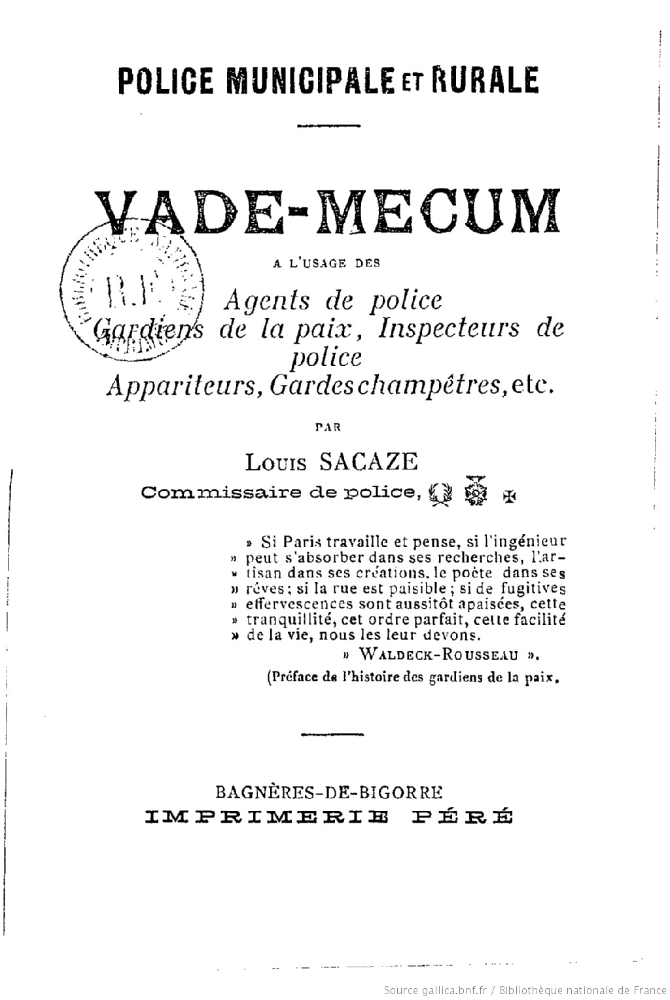 POLICE MUNICIPALE ET RURALE
VADE-MECUM
A L'USAGE DES
Agents de police
Gardiens de la paix, Inspecteurs de
police
Appariteurs, Gardes champêtres, etc.
PAR
LOUIS SACAZE
Commissaire de police,
» Si Paris travaille et pense, si l'ingénieur
» peut s'absorber dans ses recherches, l'ar-
» tisan dans ses créations, le poète dans ses
» rêves ; si la rue est paisible ; si de fugitives
» effervescences sont aussitôt apaisées, cette
» tranquillité, cet ordre parfait, cette facilité
» de la vie, nous les leur devons.
» WALDECK-ROUSSEAU ».
(Préface de l'histoire des gardiens de la paix.
BAGNÈRES-DE-BIGORRE
IMPRIMERIE PÉRÉ
BIBLIOTHÈQUE NATIONALE
R.F.
IMPRIMÉS
Source gallica.bnf.fr / Bibliothèque nationale de France